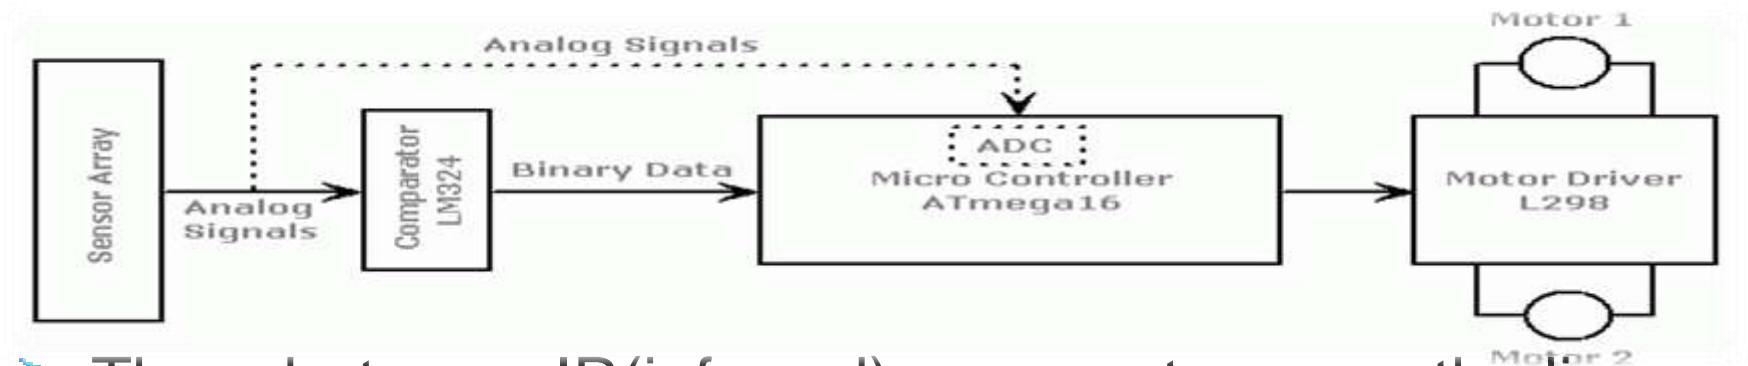 Motor 1
Analog Signals
Sensor Array
Analog
Signals
Comparator
LM324
Binary Data
ADC
Micro Controller
ATmega16
Motor Driver
L298
Motor 2